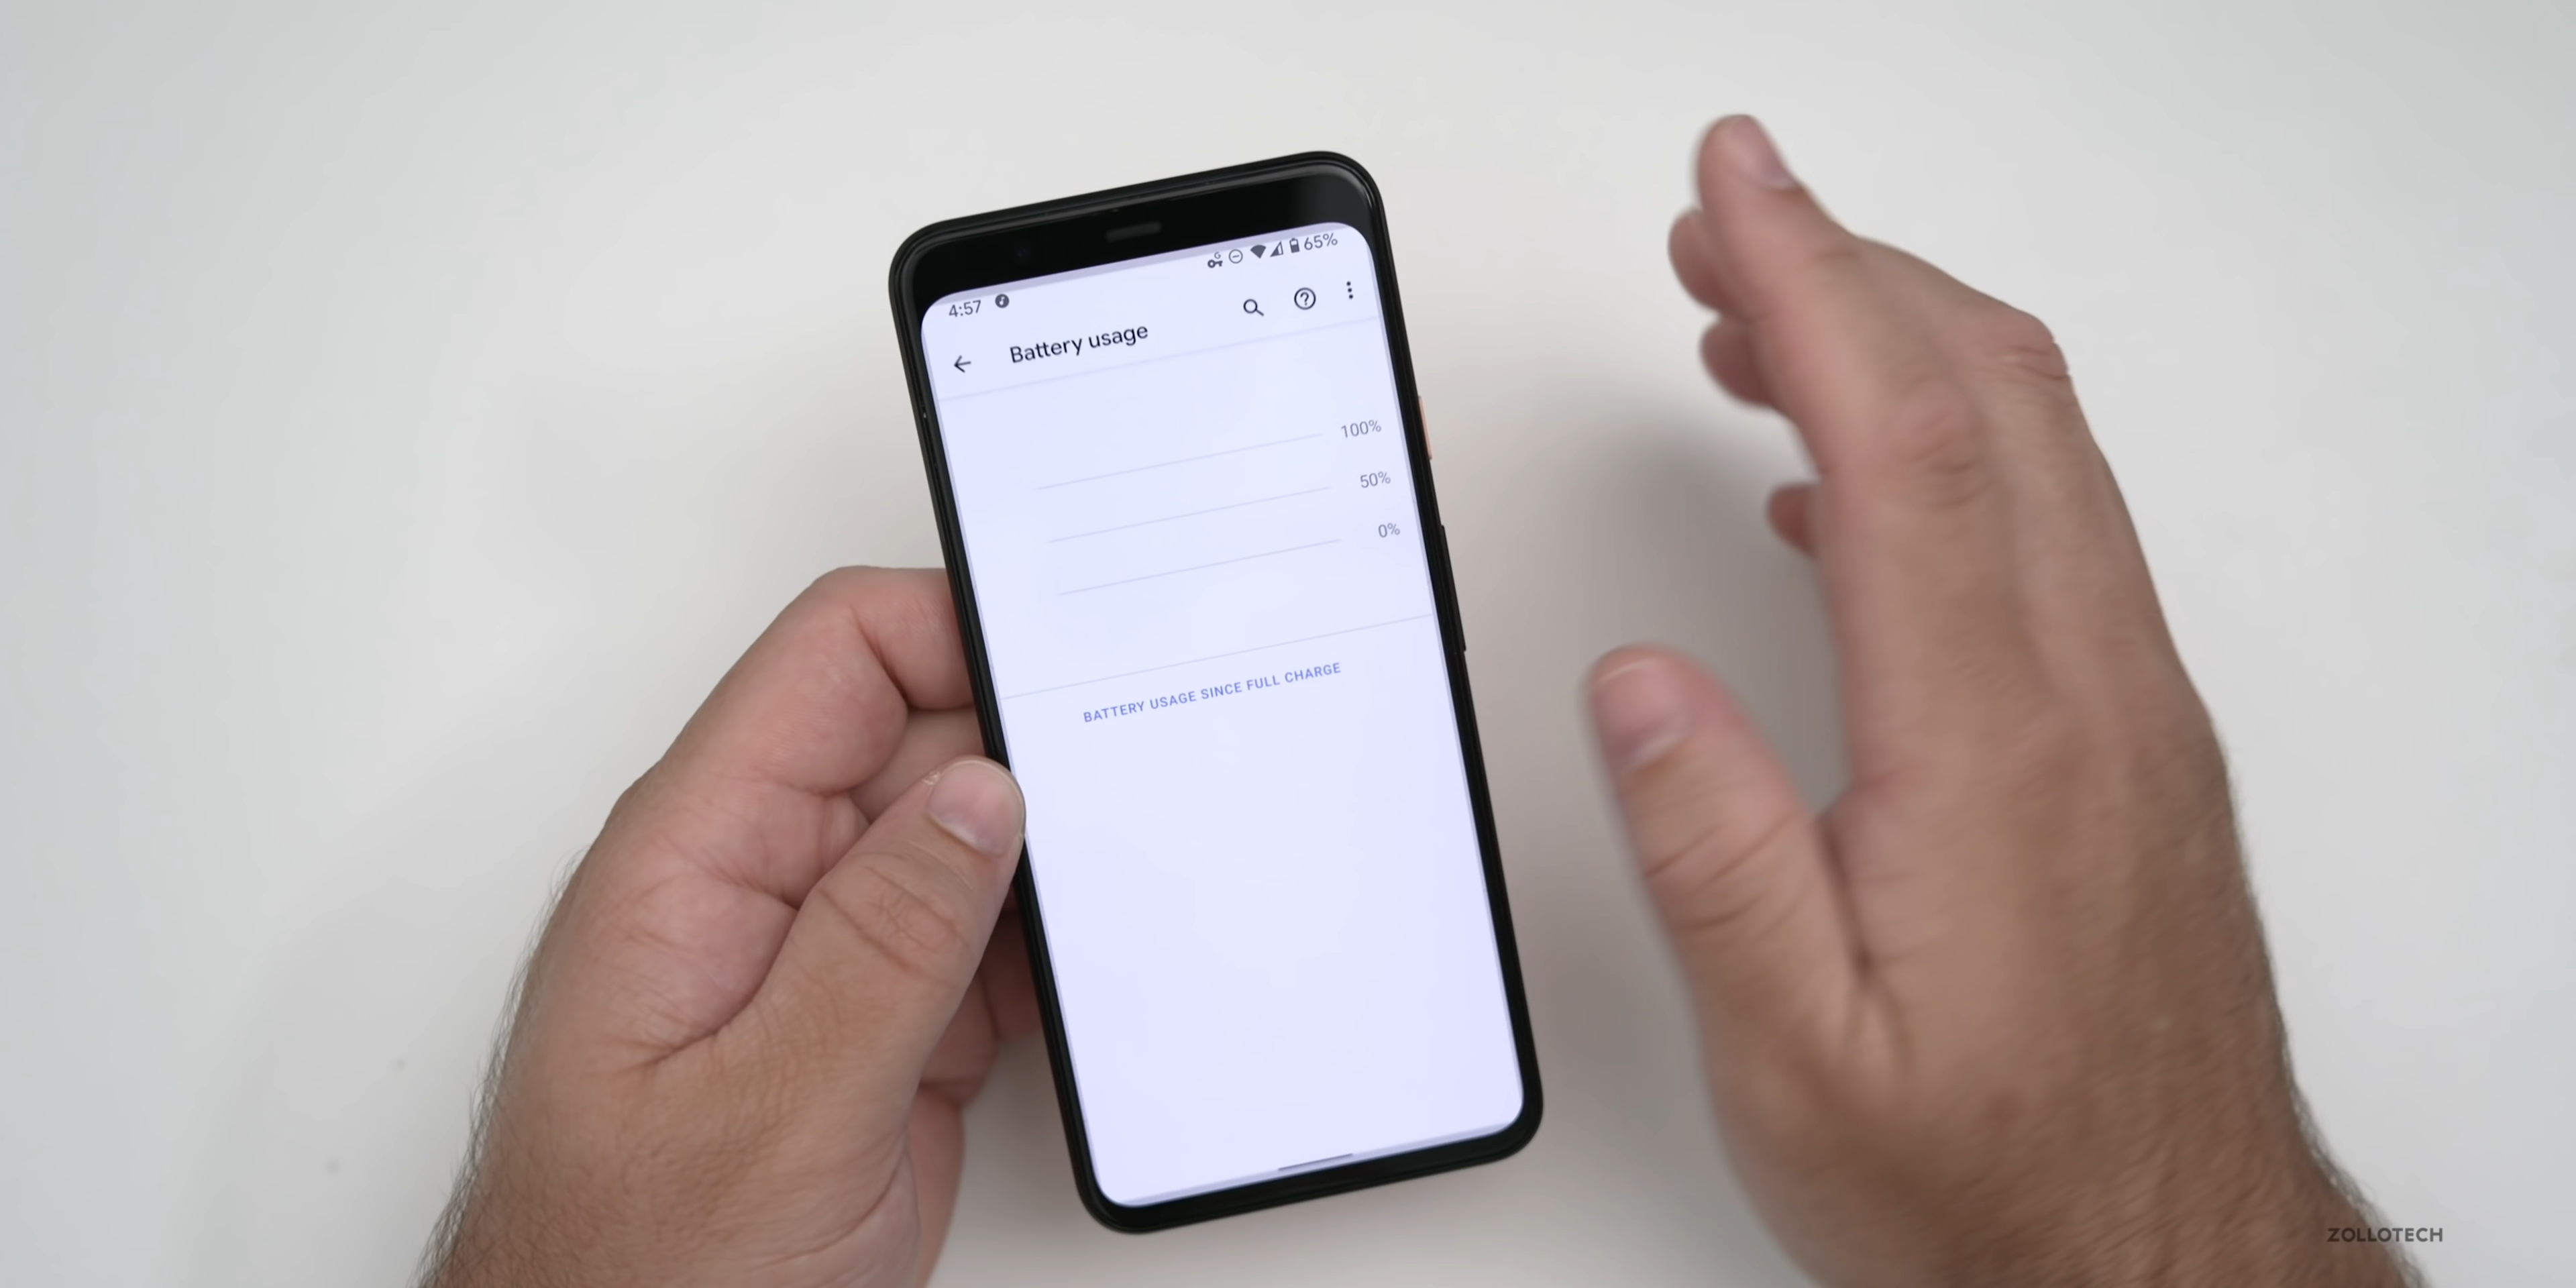 4:57 65%
Battery usage
100%
50%
0%
BATTERY USAGE SINCE FULL CHARGE
ZOLLOTECH